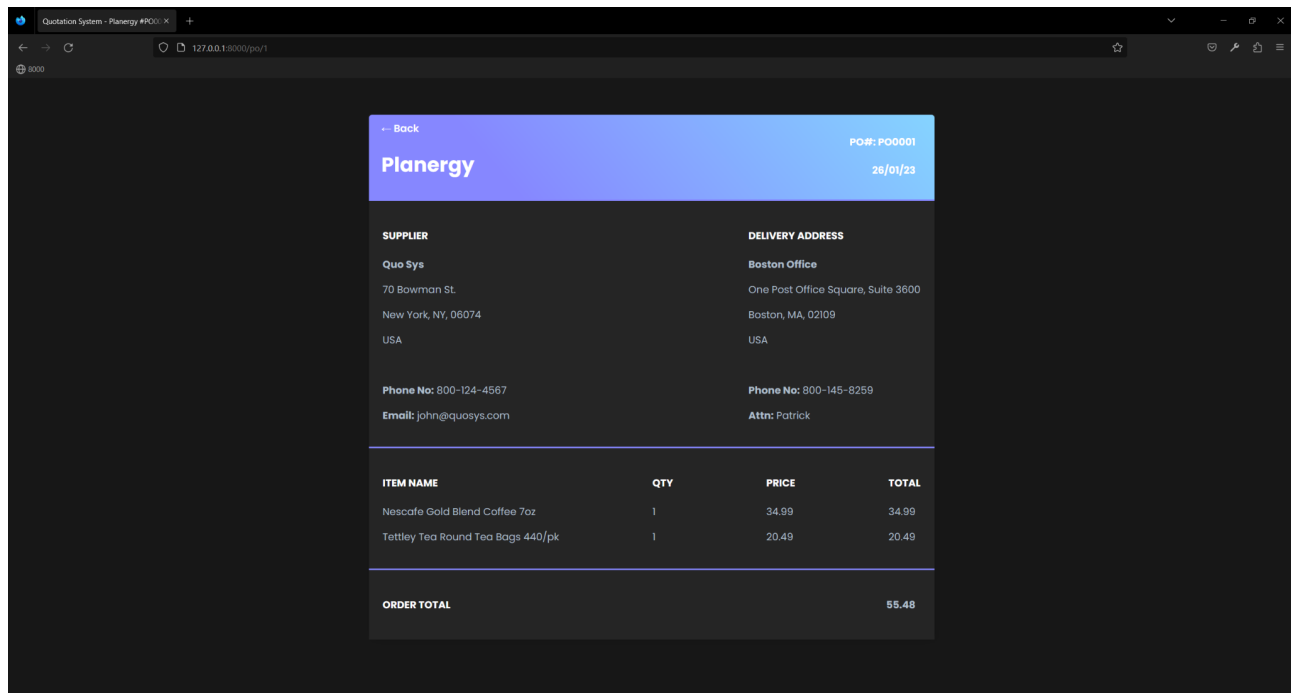 Quotation System - Planergy #PO00
127.0.0.1:8000/po/1
8000
← Back
Planergy
PO#: PO0001
26/01/23
SUPPLIER
Quo Sys
70 Bowman St.
New York, NY, 06074
USA
Phone No: 800-124-4567
Email: john@quosys.com
DELIVERY ADDRESS
Boston Office
One Post Office Square, Suite 3600
Boston, MA, 02109
USA
Phone No: 800-145-8259
Attn: Patrick
ITEM NAME QTY PRICE TOTAL
Nescafe Gold Blend Coffee 7oz 1 34.99 34.99
Tettley Tea Round Tea Bags 440/pk 1 20.49 20.49
ORDER TOTAL 55.48